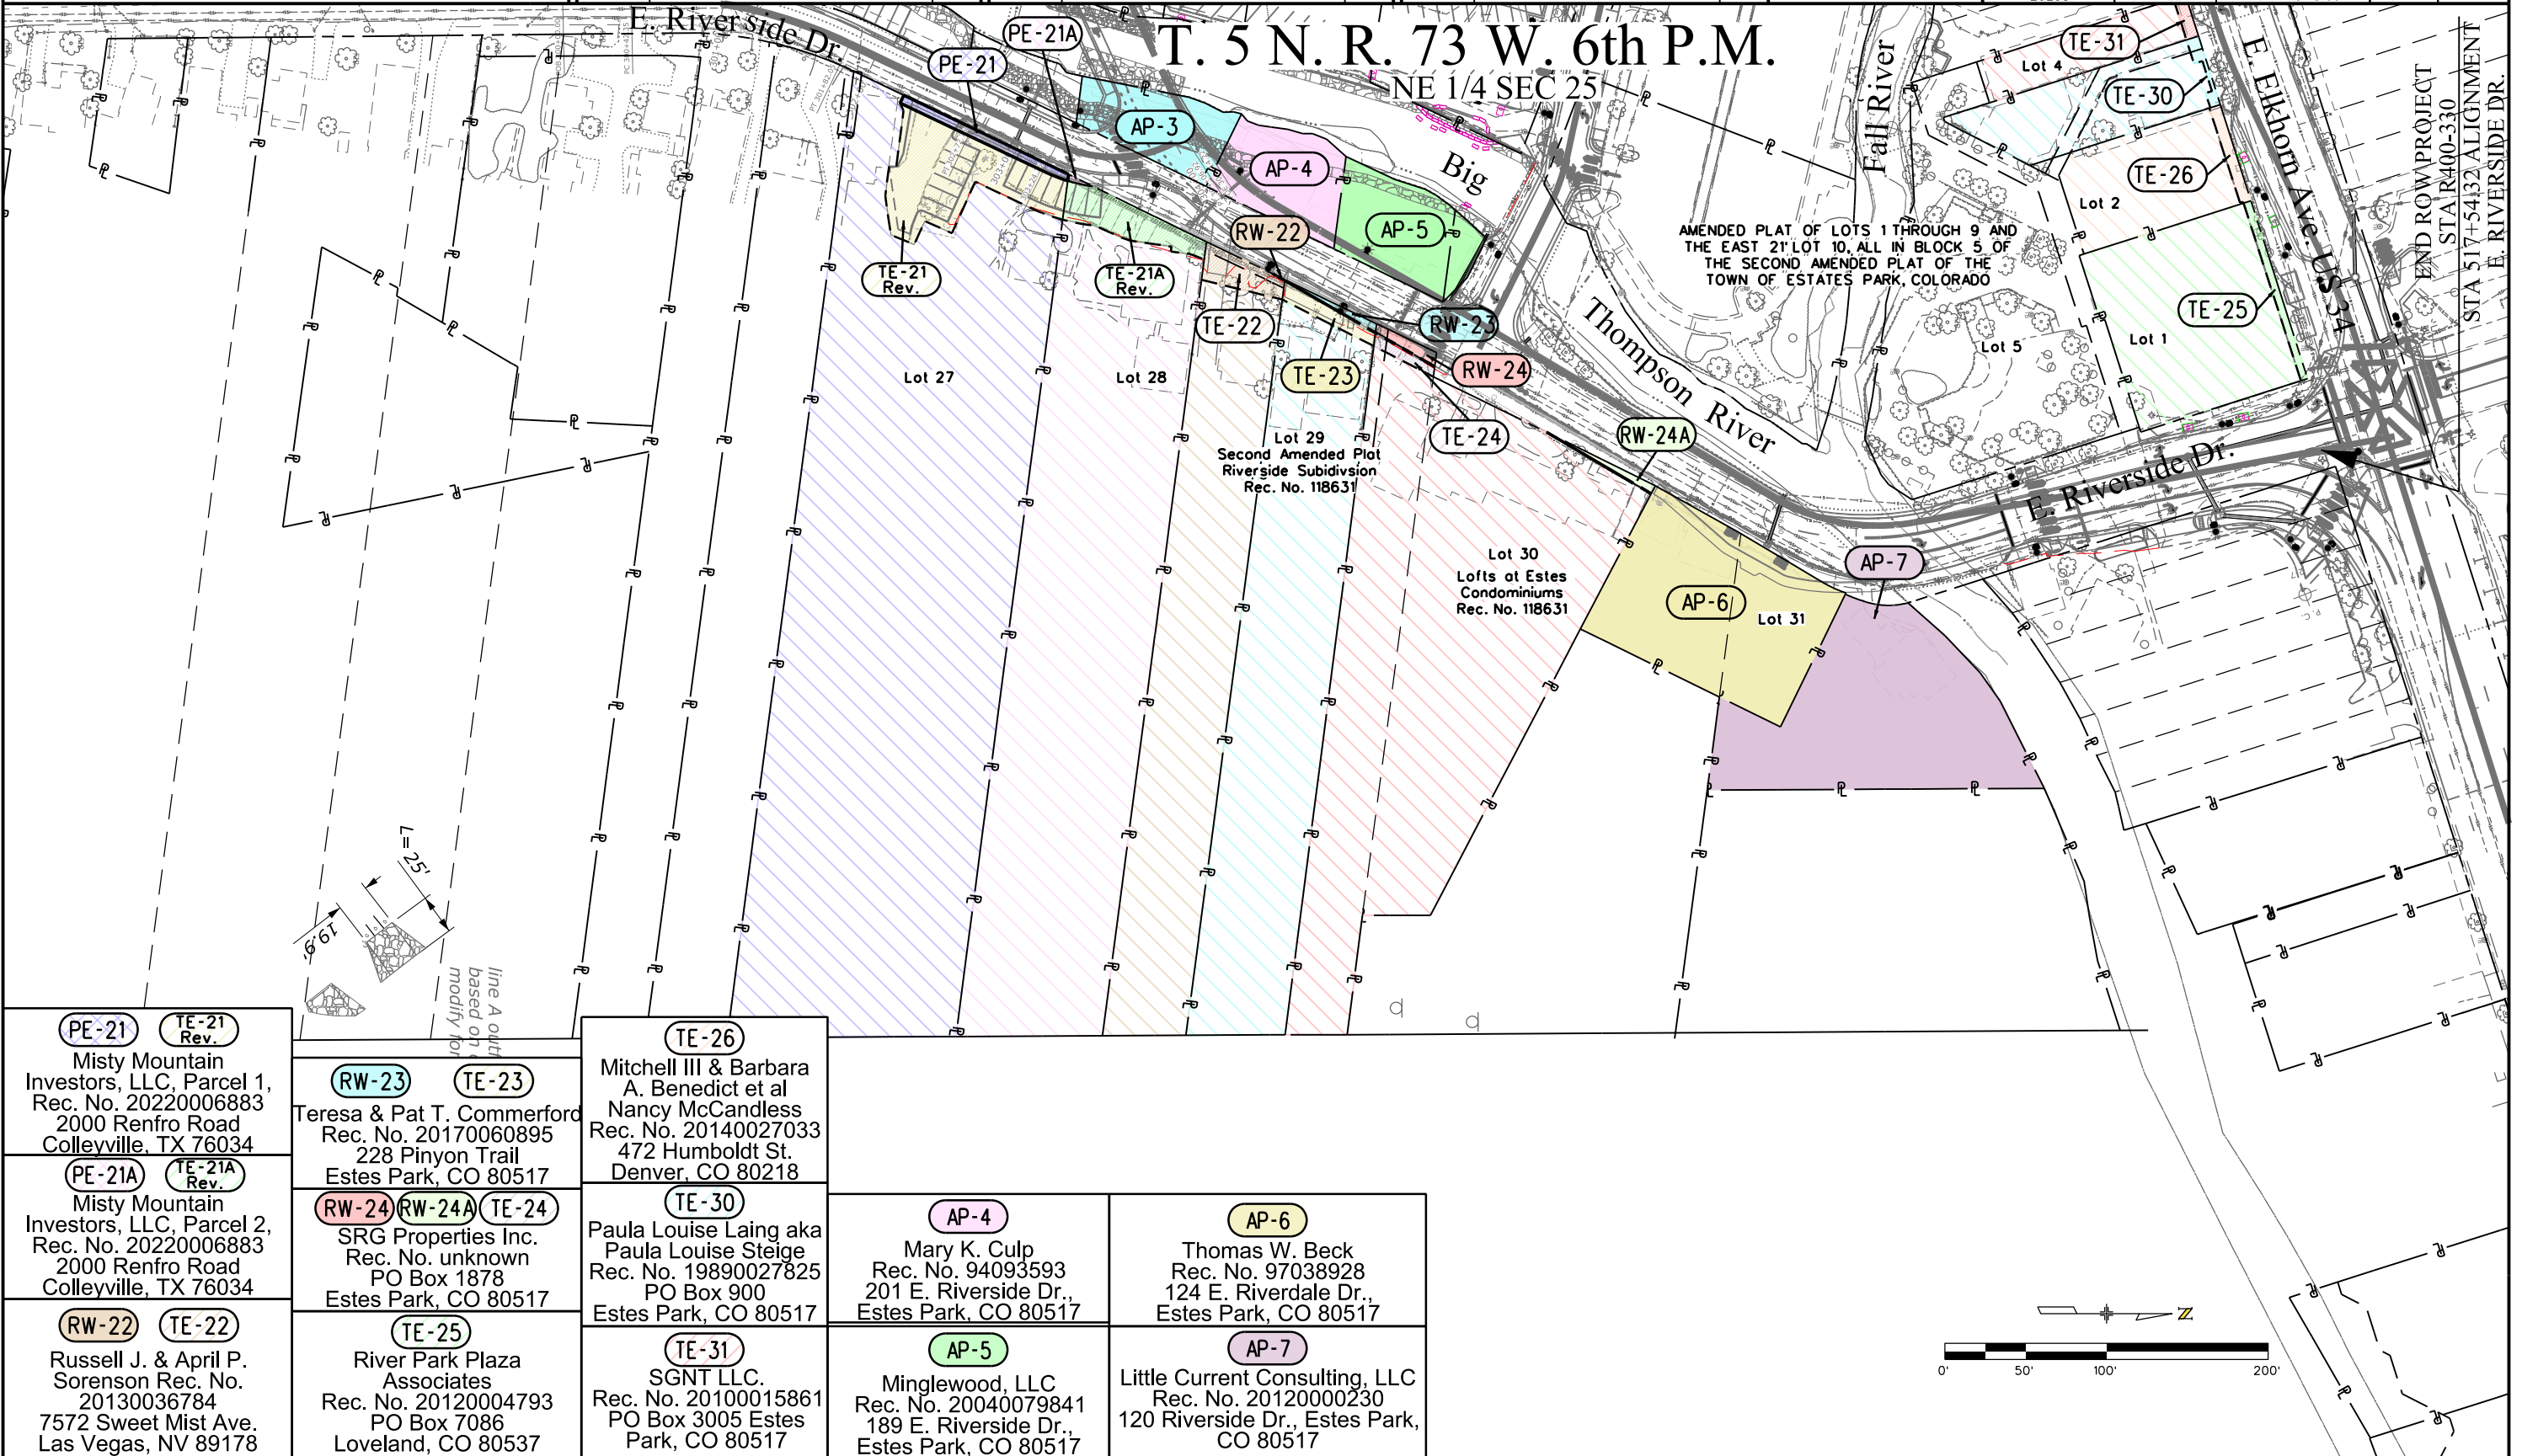 T. 5 N. R. 73 W. 6th P.M.
NE 1/4 SEC 25
E. Riverside Dr.
PE-21
PE-21A
AP-3
AP-4
AP-5
Big
Thompson River
Fall River
TE-31
Lot 4
TE-30
TE-26
Lot 2
TE-25
Lot 1
Lot 5
E. Elkhorn Ave. US 34
END ROW PROJECT
STA R400-330
STA 517+54.32 ALIGNMENT
E. RIVERSIDE DR.
AMENDED PLAT OF LOTS 1 THROUGH 9 AND
THE EAST 21' LOT 10, ALL IN BLOCK 5 OF
THE SECOND AMENDED PLAT OF THE
TOWN OF ESTATES PARK, COLORADO
TE-21
Rev.
TE-21A
Rev.
RW-22
TE-22
RW-23
TE-23
RW-24
TE-24
RW-24A
Lot 27
Lot 28
Lot 29
Second Amended Plat
Riverside Subidivsion
Rec. No. 118631
Lot 30
Lofts at Estes
Condominiums
Rec. No. 118631
AP-6
Lot 31
AP-7
E. Riverside Dr.
L=25'
19.9'
line A outl
based on
modify for
PE-21
TE-21
Rev.
Misty Mountain
Investors, LLC, Parcel 1,
Rec. No. 20220006883
2000 Renfro Road
Colleyville, TX 76034
PE-21A
TE-21A
Rev.
Misty Mountain
Investors, LLC, Parcel 2,
Rec. No. 20220006883
2000 Renfro Road
Colleyville, TX 76034
RW-22
TE-22
Russell J. & April P.
Sorenson Rec. No.
20130036784
7572 Sweet Mist Ave.
Las Vegas, NV 89178
RW-23
TE-23
Teresa & Pat T. Commerford
Rec. No. 20170060895
228 Pinyon Trail
Estes Park, CO 80517
RW-24
RW-24A
TE-24
SRG Properties Inc.
Rec. No. unknown
PO Box 1878
Estes Park, CO 80517
TE-25
River Park Plaza
Associates
Rec. No. 20120004793
PO Box 7086
Loveland, CO 80537
TE-26
Mitchell III & Barbara
A. Benedict et al
Nancy McCandless
Rec. No. 20140027033
472 Humboldt St.
Denver, CO 80218
TE-30
Paula Louise Laing aka
Paula Louise Steige
Rec. No. 19890027825
PO Box 900
Estes Park, CO 80517
TE-31
SGNT LLC.
Rec. No. 20100015861
PO Box 3005 Estes
Park, CO 80517
AP-4
Mary K. Culp
Rec. No. 94093593
201 E. Riverside Dr.,
Estes Park, CO 80517
AP-5
Minglewood, LLC
Rec. No. 20040079841
189 E. Riverside Dr.,
Estes Park, CO 80517
AP-6
Thomas W. Beck
Rec. No. 97038928
124 E. Riverdale Dr.,
Estes Park, CO 80517
AP-7
Little Current Consulting, LLC
Rec. No. 20120000230
120 Riverside Dr., Estes Park,
CO 80517
N
0' 50' 100' 200'